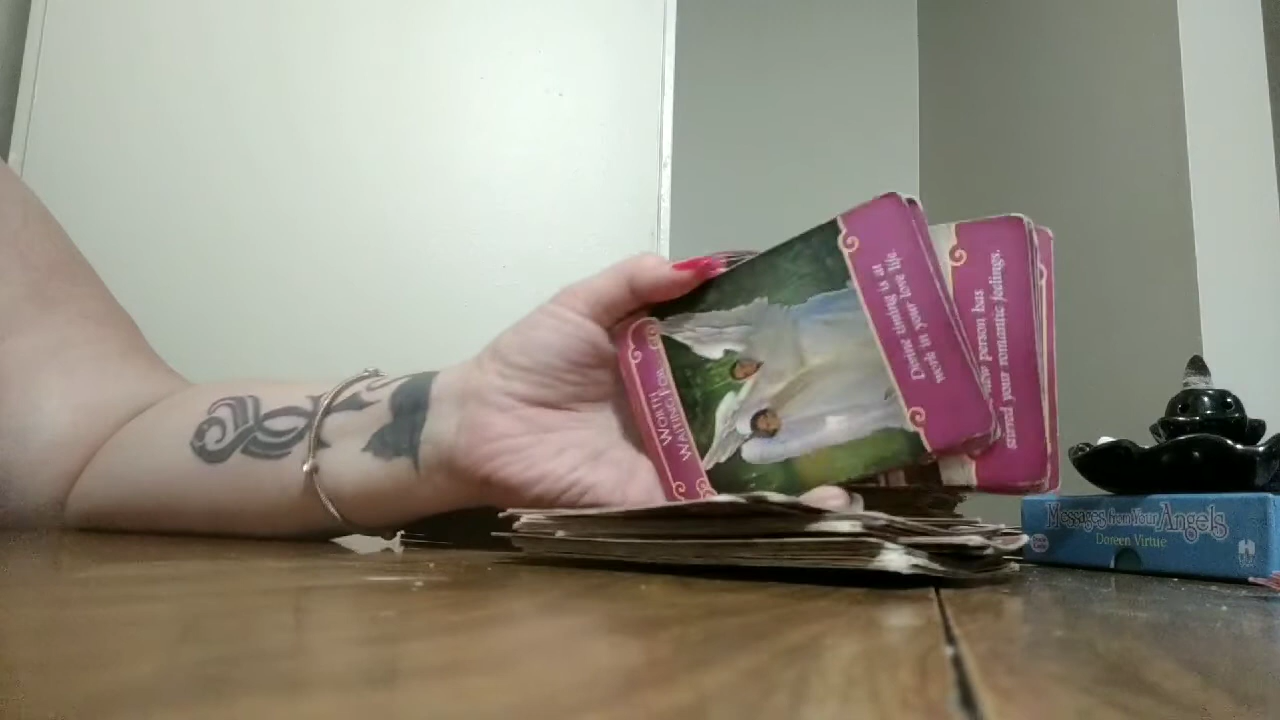 WORTH
WAITING FOR
Divine timing is at
work in your love life.
new person has
stirred your romantic feelings.
Messages from Your Angels
Doreen Virtue